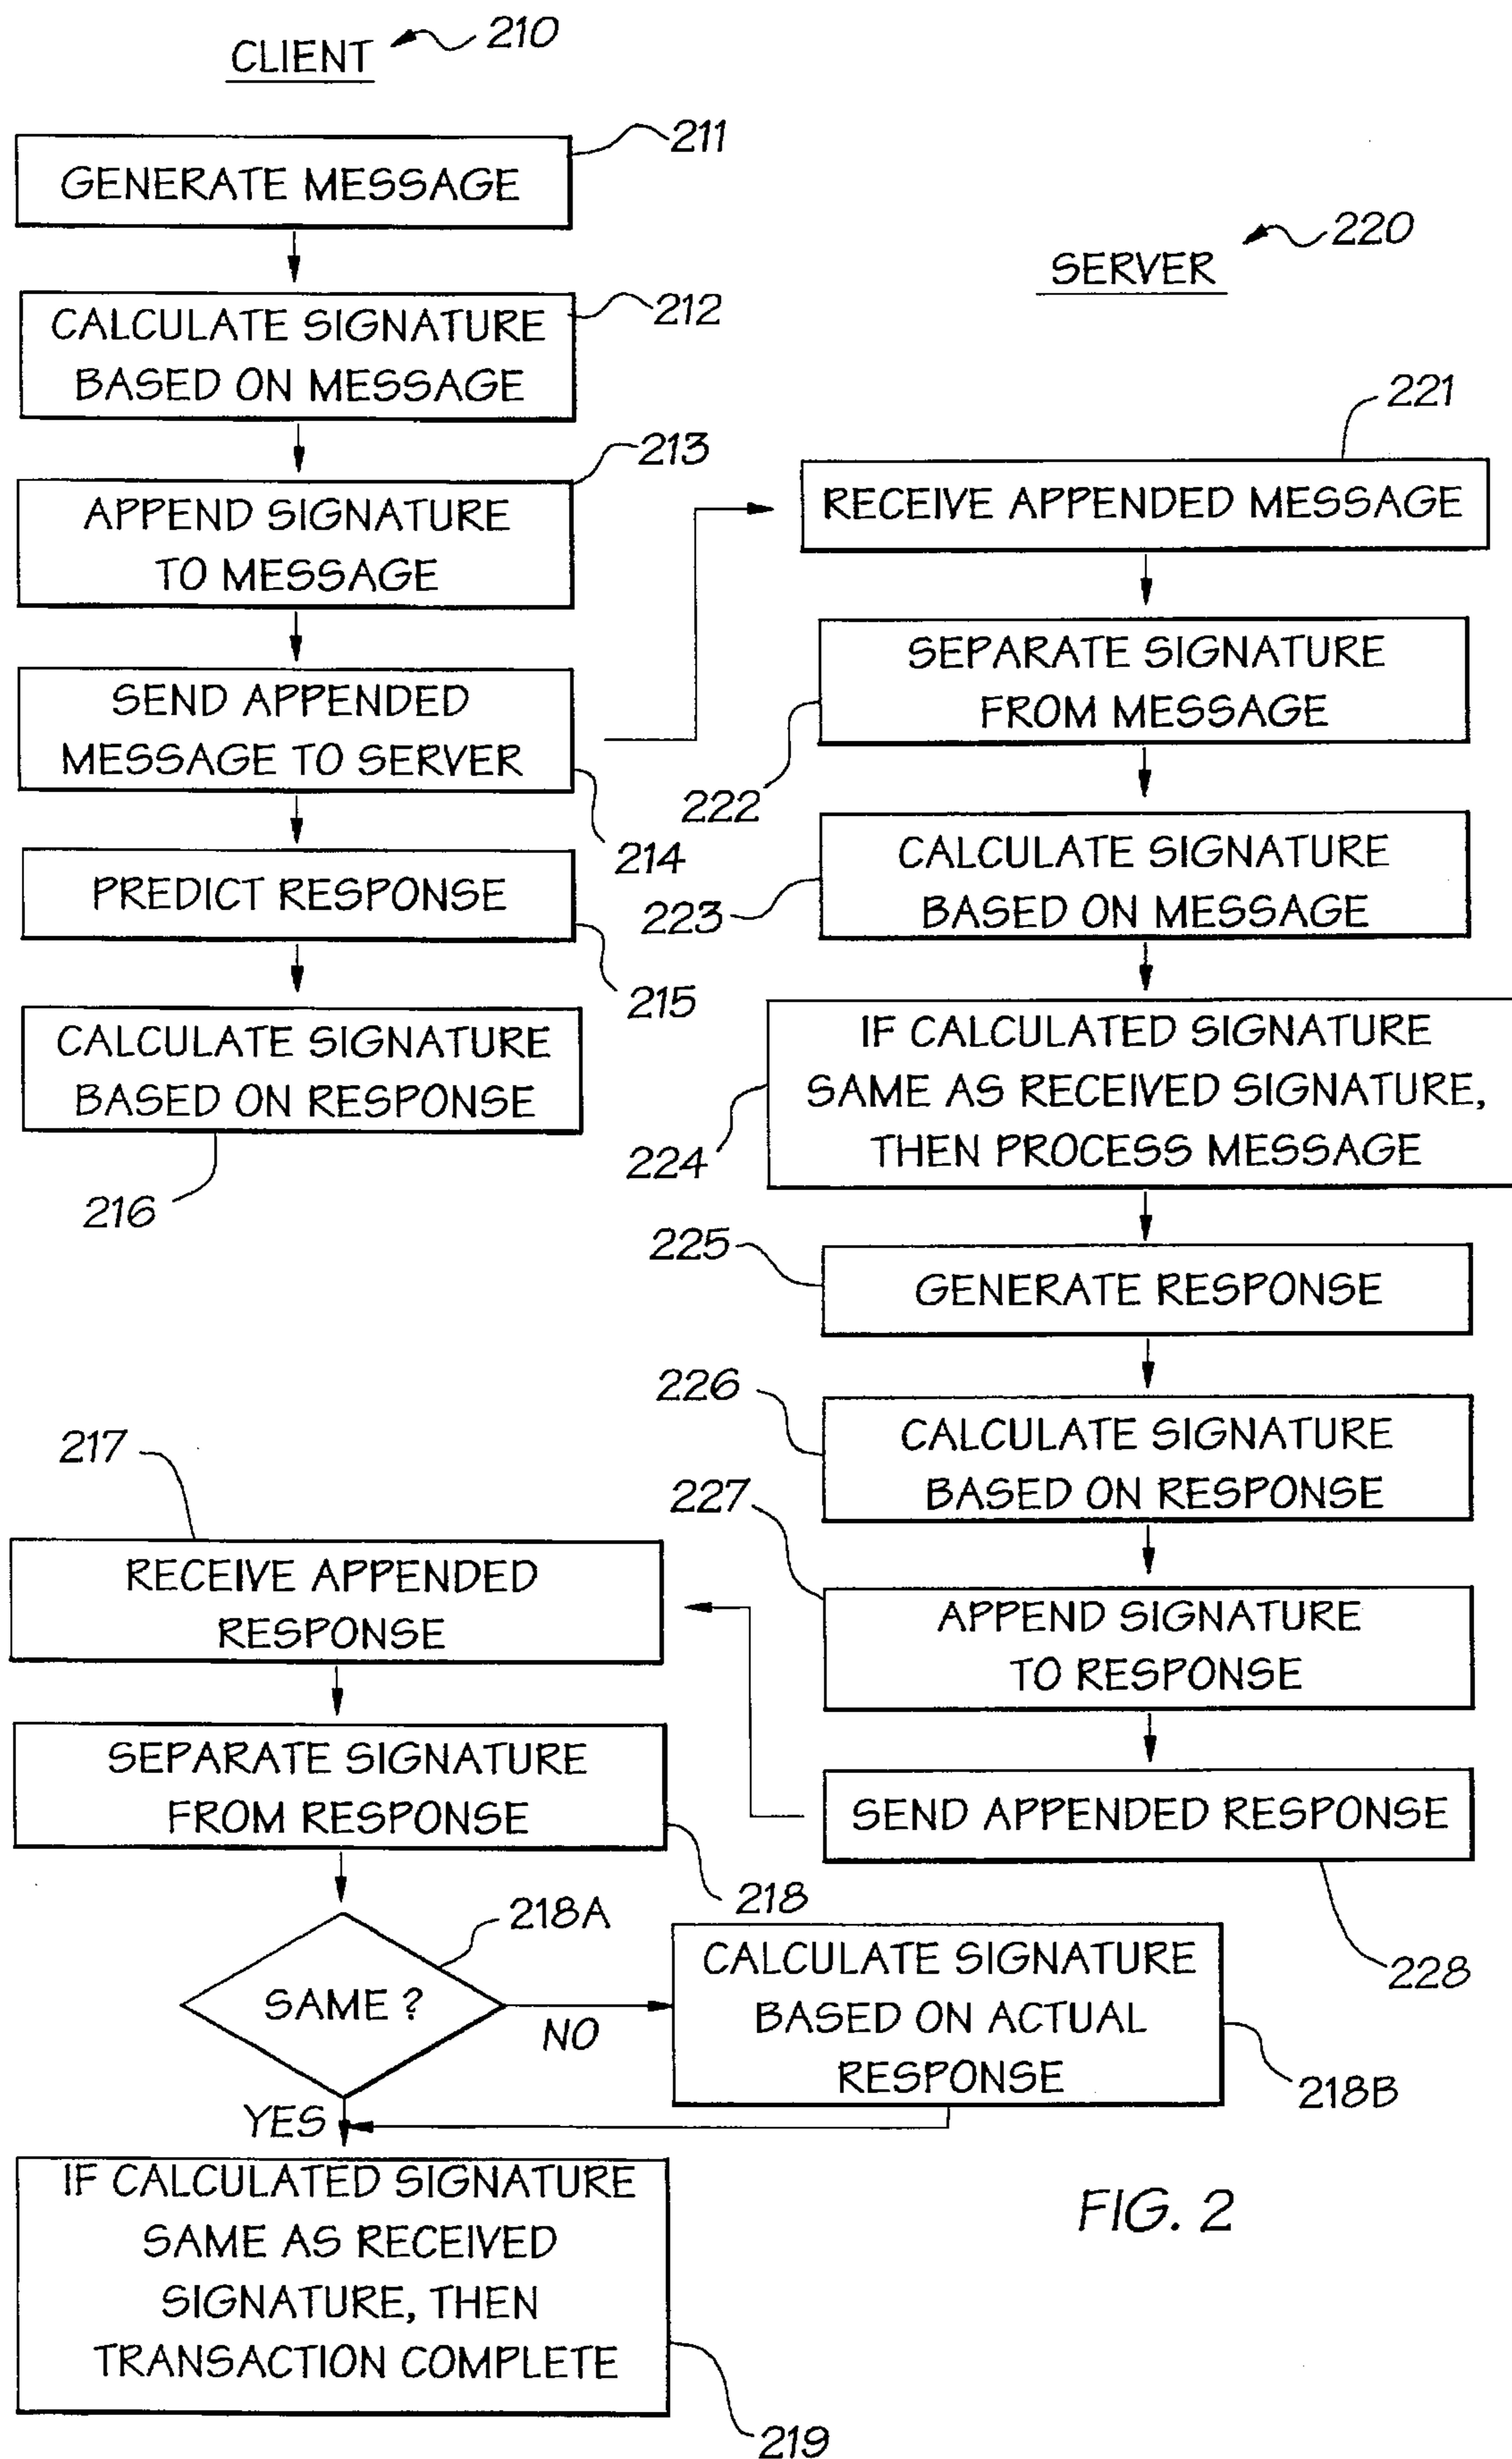 CLIENT
210
GENERATE MESSAGE
211
CALCULATE SIGNATURE
BASED ON MESSAGE
212
APPEND SIGNATURE
TO MESSAGE
213
SEND APPENDED
MESSAGE TO SERVER
214
PREDICT RESPONSE
215
CALCULATE SIGNATURE
BASED ON RESPONSE
216
SERVER
220
221
RECEIVE APPENDED MESSAGE
SEPARATE SIGNATURE
FROM MESSAGE
222
CALCULATE SIGNATURE
BASED ON MESSAGE
223
IF CALCULATED SIGNATURE
SAME AS RECEIVED SIGNATURE,
THEN PROCESS MESSAGE
224
225
GENERATE RESPONSE
226
CALCULATE SIGNATURE
BASED ON RESPONSE
227
APPEND SIGNATURE
TO RESPONSE
SEND APPENDED RESPONSE
228
217
RECEIVE APPENDED
RESPONSE
SEPARATE SIGNATURE
FROM RESPONSE
218
218A
SAME ?
NO
CALCULATE SIGNATURE
BASED ON ACTUAL
RESPONSE
218B
YES
IF CALCULATED SIGNATURE
SAME AS RECEIVED
SIGNATURE, THEN
TRANSACTION COMPLETE
219
FIG. 2